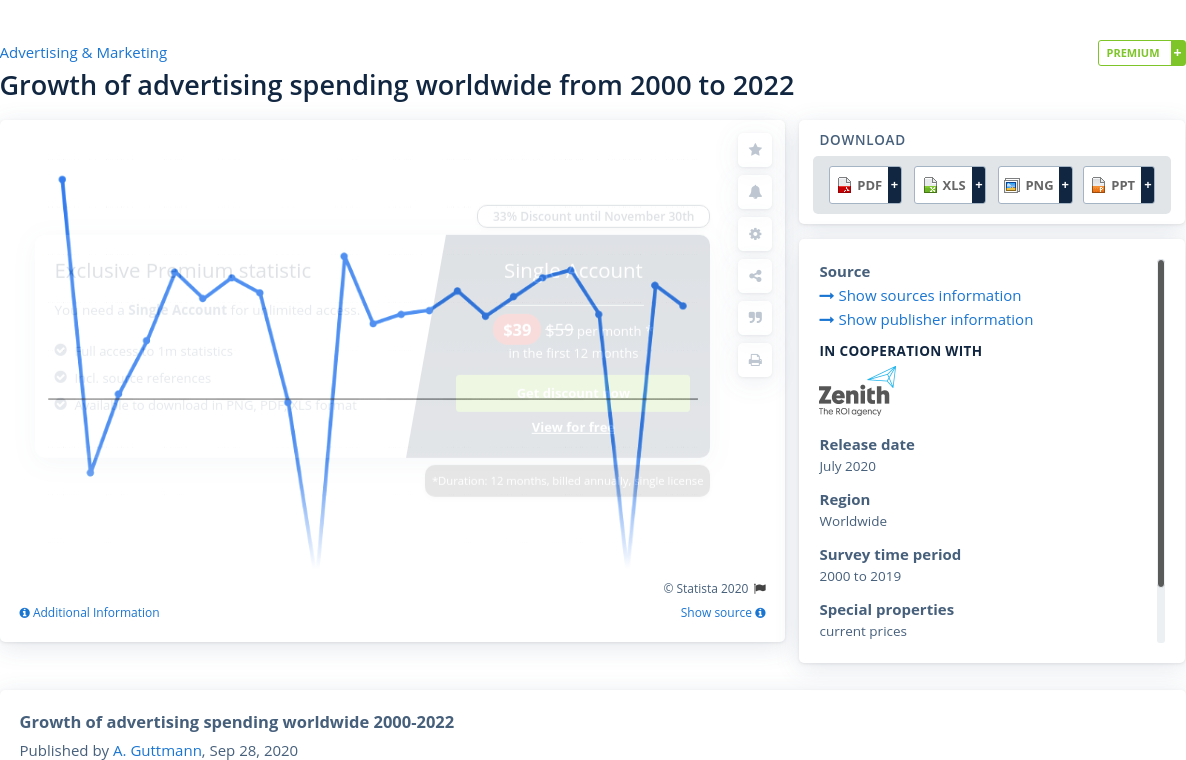 Advertising & Marketing
PREMIUM +
Growth of advertising spending worldwide from 2000 to 2022
33% Discount until November 30th
Exclusive Premium statistic
You need a Single Account for unlimited access.
Full access to 1m statistics
Incl. source references
Available to download in PNG, PDF, XLS format
Single Account
$39 $59 per month *
in the first 12 months
Get discount now
View for free
*Duration: 12 months, billed annually, single license
© Statista 2020
Additional Information
Show source
DOWNLOAD
PDF + XLS + PNG + PPT +
Source
Show sources information
Show publisher information
IN COOPERATION WITH
Zenith
The ROI agency
Release date
July 2020
Region
Worldwide
Survey time period
2000 to 2019
Special properties
current prices
Growth of advertising spending worldwide 2000-2022
Published by A. Guttmann, Sep 28, 2020